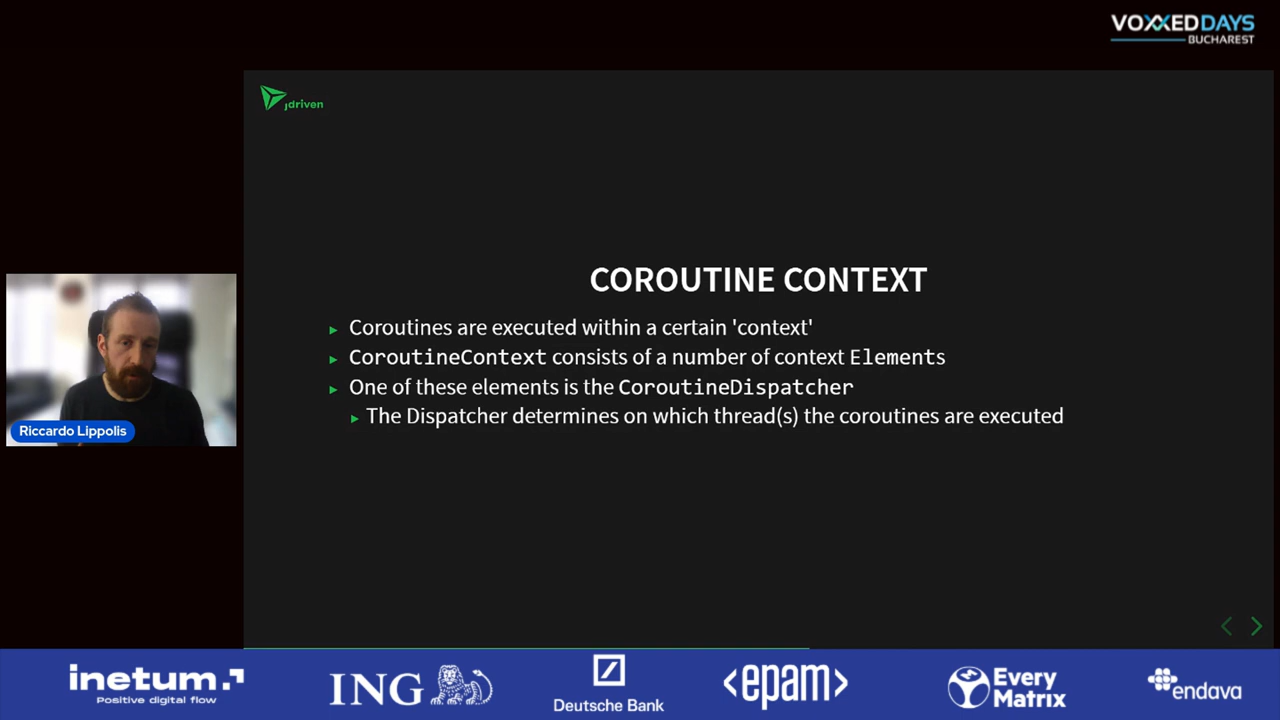 VOXXEDDAYS
BUCHAREST
jdriven
COROUTINE CONTEXT
Coroutines are executed within a certain 'context'
CoroutineContext consists of a number of context Elements
One of these elements is the CoroutineDispatcher
The Dispatcher determines on which thread(s) the coroutines are executed
Riccardo Lippolis
inetum.
Positive digital flow
ING
Deutsche Bank
<epam>
Every
Matrix
endava